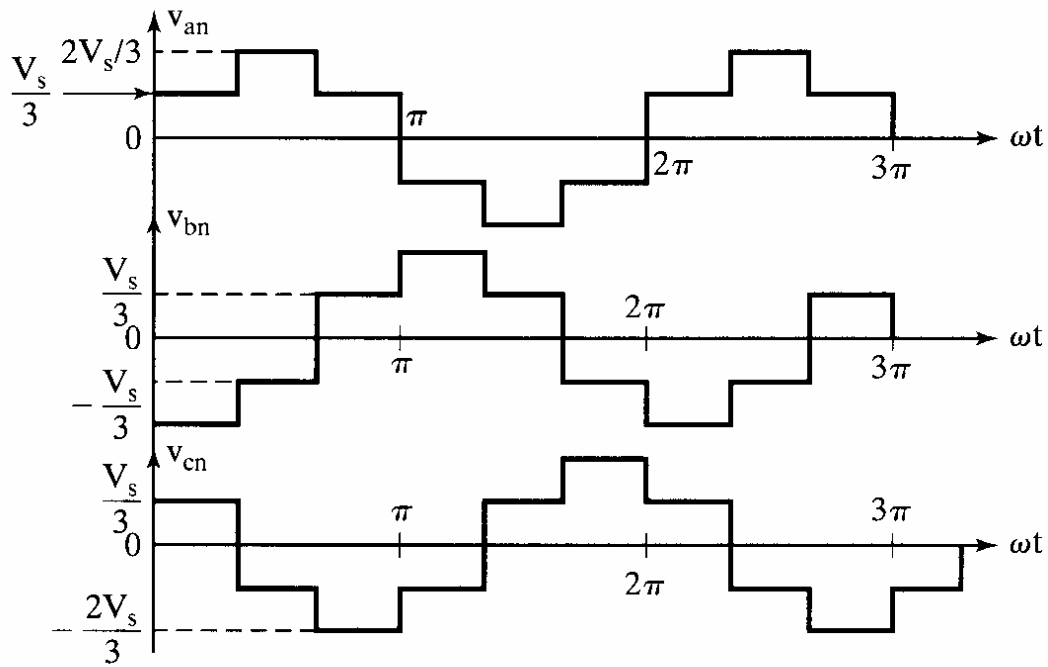 v_an
2V_s/3
V_s/3
0
π
2π
3π
ωt
v_bn
V_s/3
0
π
2π
3π
ωt
- V_s/3
v_cn
V_s/3
π
3π
0
2π
ωt
- 2V_s/3